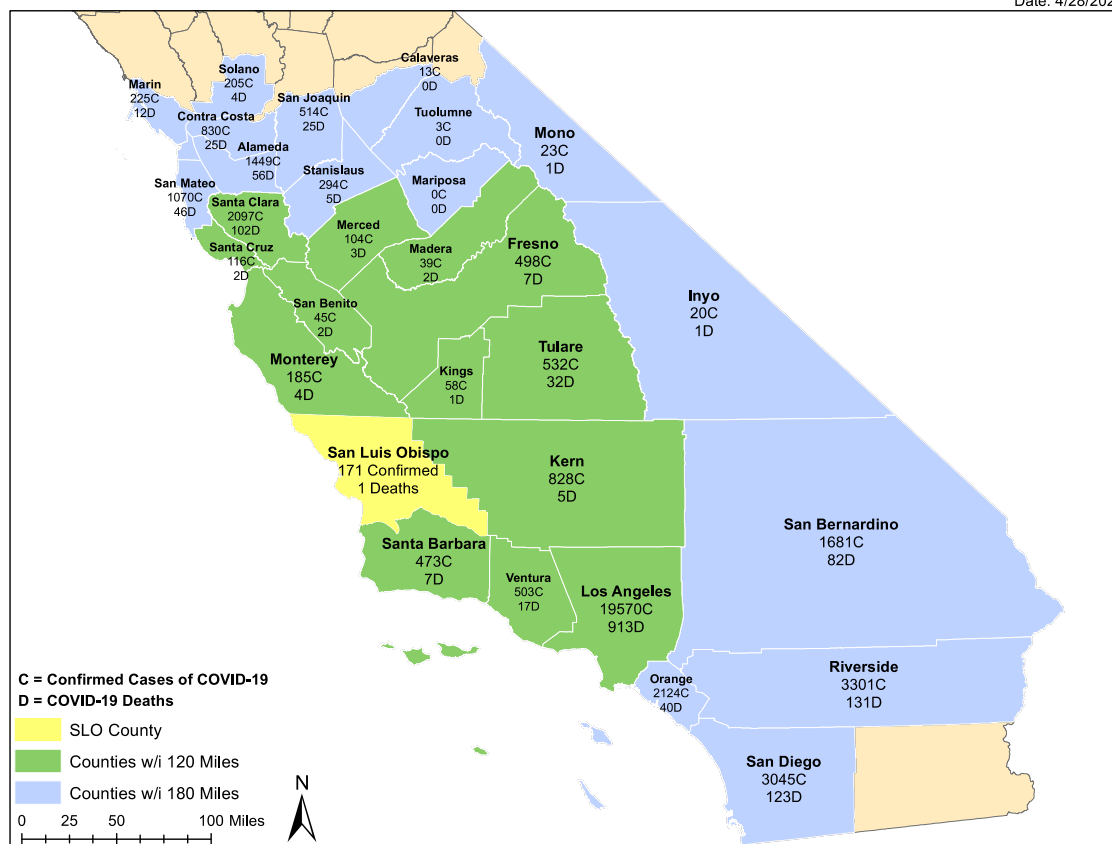 Date: 4/28/202
Calaveras
13C
0D
Solano
205C
4D
Marin
225C
12D
San Joaquin
514C
25D
Contra Costa
830C
25D
Tuolumne
3C
0D
Mono
23C
1D
Alameda
1449C
56D
Stanislaus
294C
5D
San Mateo
1070C
46D
Mariposa
0C
0D
Santa Clara
2097C
102D
Merced
104C
3D
Santa Cruz
116C
2D
Madera
39C
2D
Fresno
498C
7D
Inyo
20C
1D
San Benito
45C
2D
Monterey
185C
4D
Kings
58C
1D
Tulare
532C
32D
San Luis Obispo
171 Confirmed
1 Deaths
Kern
828C
5D
San Bernardino
1681C
82D
Santa Barbara
473C
7D
Ventura
503C
17D
Los Angeles
19570C
913D
Riverside
3301C
131D
Orange
2124C
40D
San Diego
3045C
123D
C = Confirmed Cases of COVID-19
D = COVID-19 Deaths
SLO County
Counties w/i 120 Miles
Counties w/i 180 Miles
N
0 25 50 100 Miles